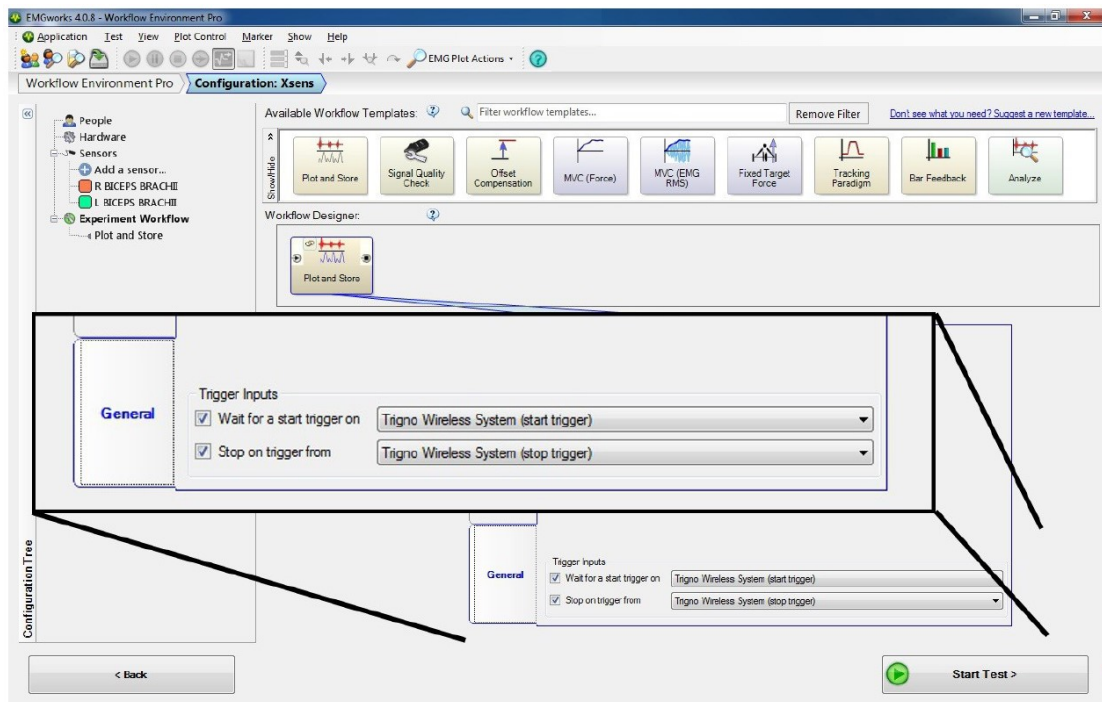 EMGworks 4.0.8 - Workflow Environment Pro
Application Test View Plot Control Marker Show Help
EMG Plot Actions
Workflow Environment Pro Configuration: Xsens
People
Hardware
Sensors
Add a sensor...
R BICEPS BRACHII
L BICEPS BRACHII
Experiment Workflow
Plot and Store
Configuration Tree
Available Workflow Templates: Filter workflow templates... Remove Filter Don't see what you need? Suggest a new template...
Show/Hide
Plot and Store
Signal Quality
Check
Offset
Compensation
MVC (Force)
MVC (EMG
RMS)
Fixed Target
Force
Tracking
Paradigm
Bar Feedback
Analyze
Workflow Designer:
Plot and Store
General
Trigger Inputs
Wait for a start trigger on Trigno Wireless System (start trigger)
Stop on trigger from Trigno Wireless System (stop trigger)
General
Trigger Inputs
Wait for a start trigger on Trigno Wireless System (start trigger)
Stop on trigger from Trigno Wireless System (stop trigger)
< Back
Start Test >